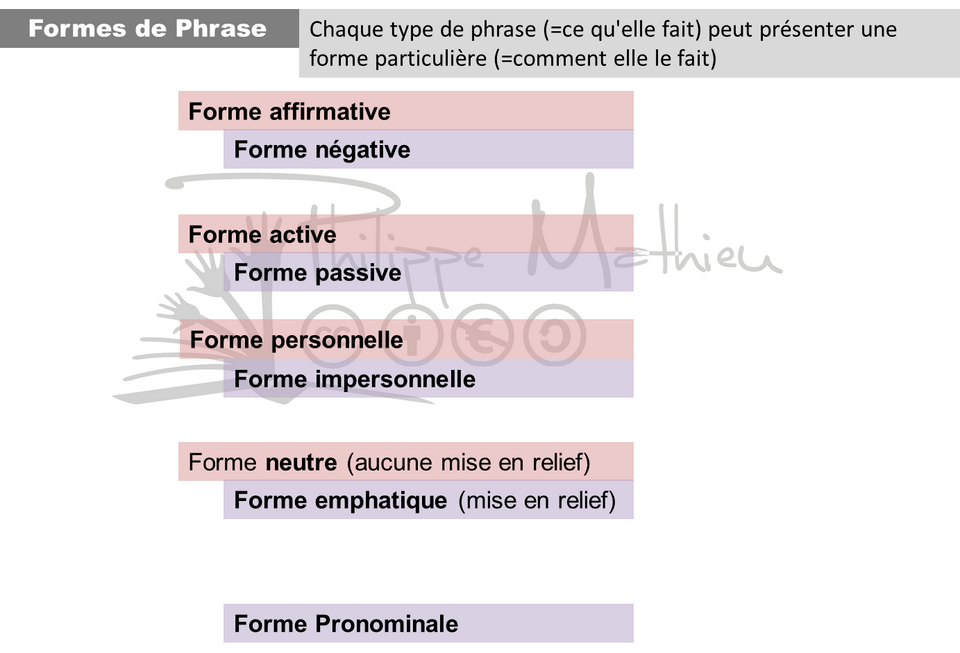 Formes de Phrase
Chaque type de phrase (=ce qu'elle fait) peut présenter une
forme particulière (=comment elle le fait)
Forme affirmative
Forme négative
Philippe Mathieu
Forme active
Forme passive
cc
Forme personnelle
Forme impersonnelle
Forme neutre (aucune mise en relief)
Forme emphatique (mise en relief)
Forme Pronominale